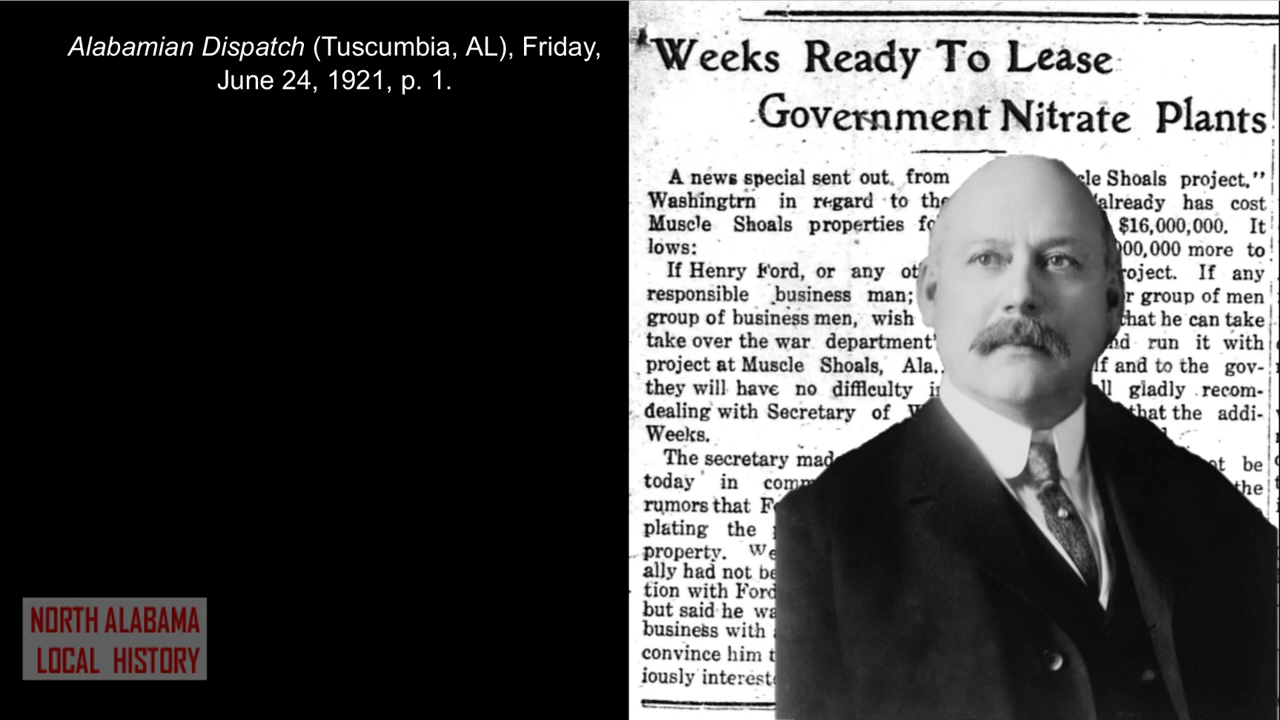 Alabamian Dispatch (Tuscumbia, AL), Friday,
June 24, 1921, p. 1.
Weeks Ready To Lease
Government Nitrate Plants
A news special sent out from
Washingtrn in regard to the
Muscle Shoals properties fo
lows:
If Henry Ford, or any ot
responsible business man;
group of business men, wish
take over the war department'
project at Muscle Shoals, Ala.,
they will have no difficulty i
dealing with Secretary of W
Weeks.
The secretary mad
today in com
rumors that F
plating the
property. We
ally had not be
tion with Ford
but said he wa
business with
convince him t
iously interest
cle Shoals project,"
already has cost
$16,000,000. It
000,000 more to
roject. If any
r group of men
that he can take
nd run it with
lf and to the gov-
ll gladly recom-
that the addi-
ot be
the
NORTH ALABAMA
LOCAL HISTORY